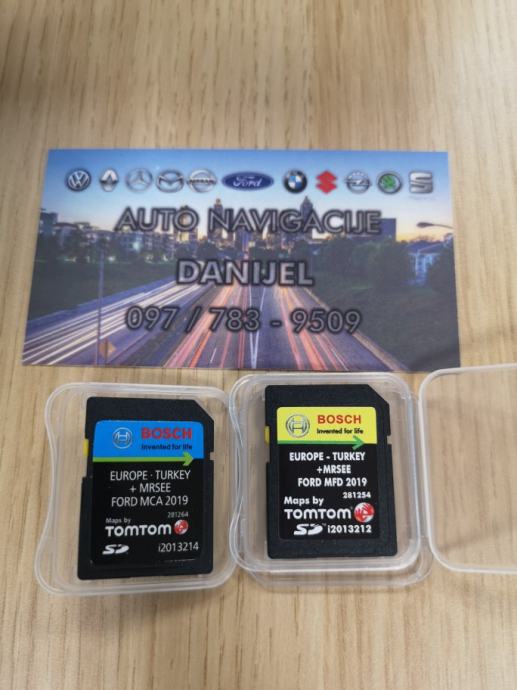 Ford
AUTO NAVIGACIJE
DANIJEL
097 / 783 - 9509
BOSCH
Invented for life
EUROPE · TURKEY
+ MRSEE
FORD MCA 2019
281264
Maps by
TOMTOM
SD i2013214
BOSCH
Invented for life
EUROPE - TURKEY
+MRSEE
FORD MFD 2019
281254
Maps by
TOMTOM
SD i2013212